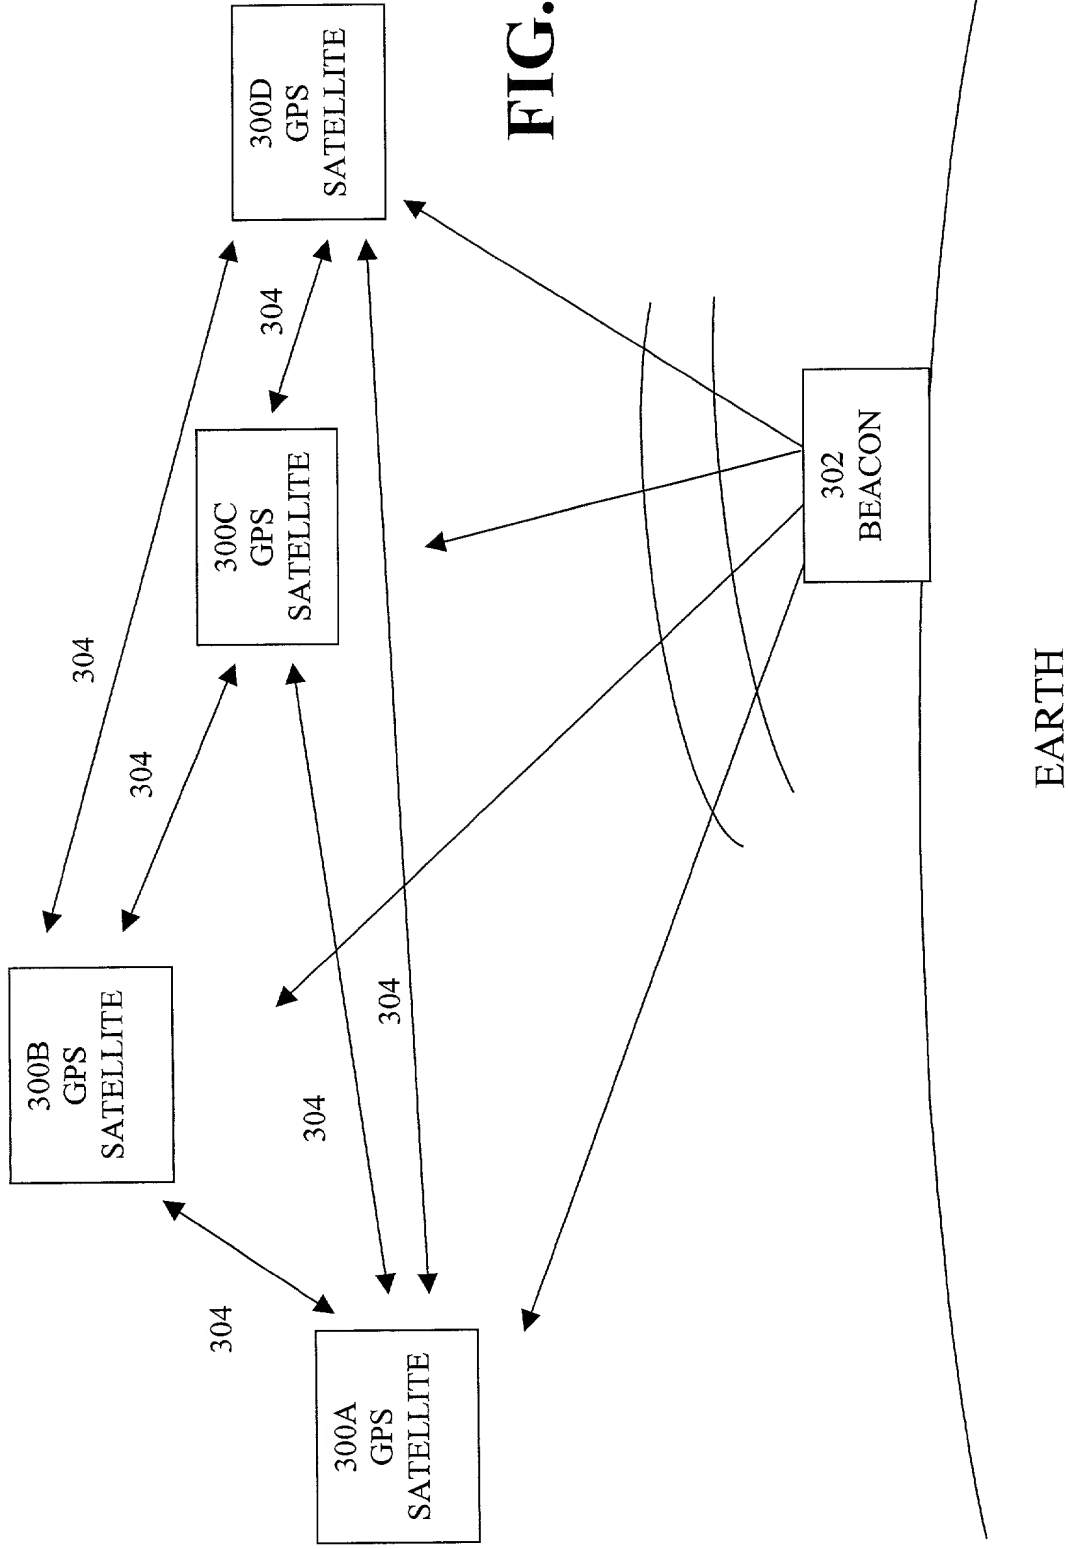 300B
GPS
SATELLITE
304
304
300D
GPS
SATELLITE
304
300C
GPS
SATELLITE
304
300A
GPS
SATELLITE
304
304
FIG.
302
BEACON
EARTH